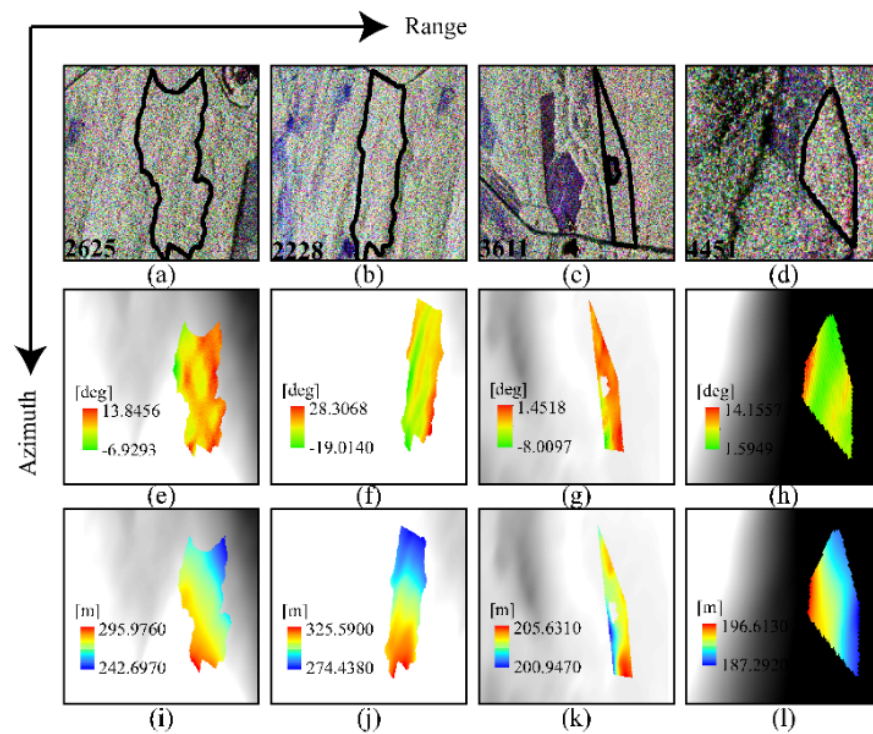 Range
Azimuth
2625 2228 3611 4451
(a) (b) (c) (d)
[deg] [deg] [deg] [deg]
13.8456 28.3068 1.4518 14.1557
-6.9293 -19.0140 -8.0097 1.5949
(e) (f) (g) (h)
[m] [m] [m] [m]
295.9760 325.5900 205.6310 196.6130
242.6970 274.4380 200.9470 187.2920
(i) (j) (k) (l)